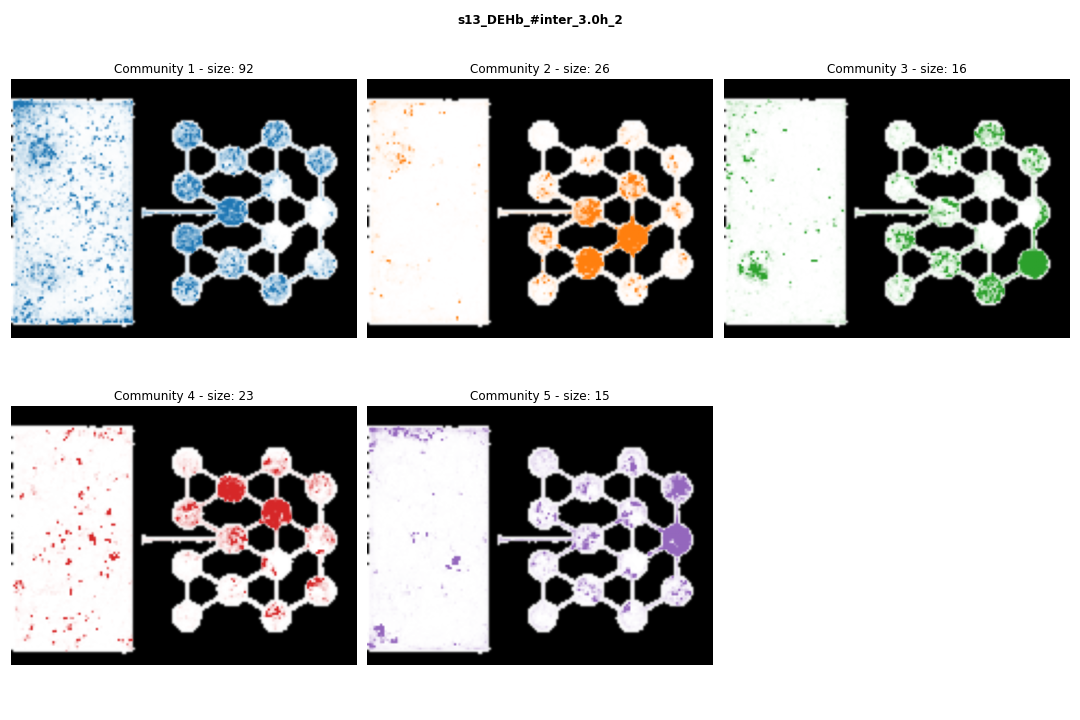 s13_DEHb_#inter_3.0h_2
Community 1 - size: 92
Community 2 - size: 26
Community 3 - size: 16
Community 4 - size: 23
Community 5 - size: 15